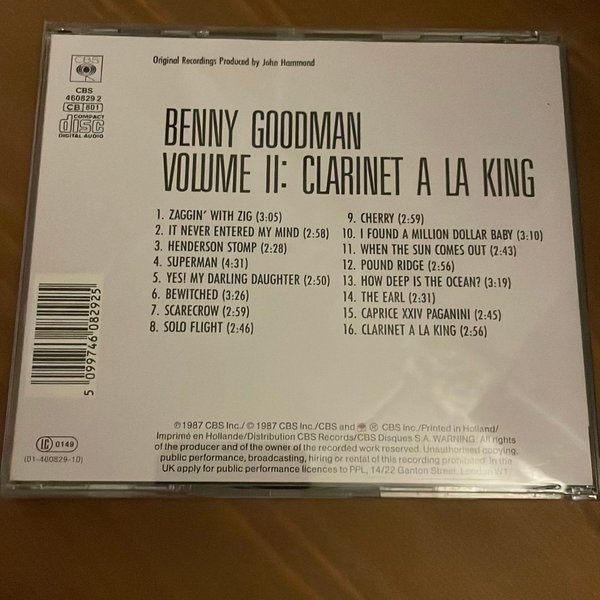 CBS
Original Recordings Produced by John Hammond
CBS
460829 2
CB 801
COMPACT
disc
DIGITAL AUDIO
BENNY GOODMAN
VOLUME II: CLARINET A LA KING
1. ZAGGIN' WITH ZIG (3:05)
2. IT NEVER ENTERED MY MIND (2:58)
3. HENDERSON STOMP (2:28)
4. SUPERMAN (4:31)
5. YES! MY DARLING DAUGHTER (2:50)
6. BEWITCHED (3:26)
7. SCARECROW (2:59)
8. SOLO FLIGHT (2:46)
9. CHERRY (2:59)
10. I FOUND A MILLION DOLLAR BABY (3:10)
11. WHEN THE SUN COMES OUT (2:43)
12. POUND RIDGE (2:56)
13. HOW DEEP IS THE OCEAN? (3:19)
14. THE EARL (2:31)
15. CAPRICE XXIV PAGANINI (2:45)
16. CLARINET A LA KING (2:56)
5 099746 082925
LC 0149
(01-460829-10)
℗ 1987 CBS Inc./© 1987 CBS Inc./CBS and ® CBS Inc./Printed in Holland/
Imprimé en Hollande/Distribution CBS Records/CBS Disques S.A. WARNING: All rights
of the producer and of the owner of the recorded work reserved. Unauthorised copying,
public performance, broadcasting, hiring or rental of this recording prohibited. In the
UK apply for public performance licences to PPL, 14/22 Ganton Street, London W1